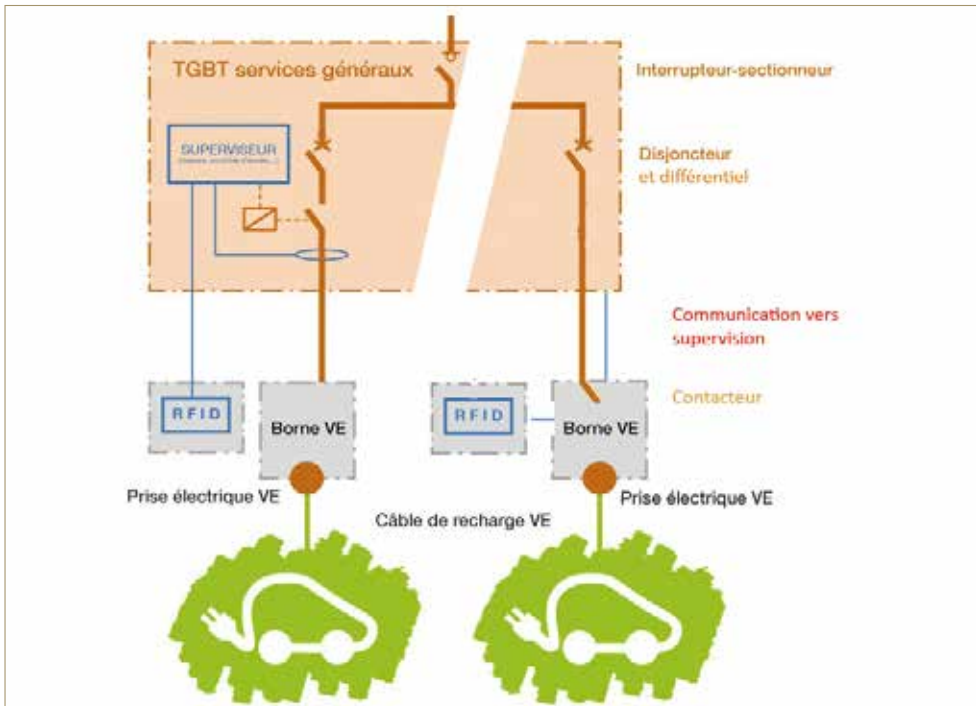 TGBT services généraux
Interrupteur-sectionneur
SUPERVISEUR
Disjoncteur
et différentiel
Communication vers
supervision
RFID
Borne VE
RFID
Borne VE
Contacteur
Prise électrique VE
Prise électrique VE
Câble de recharge VE